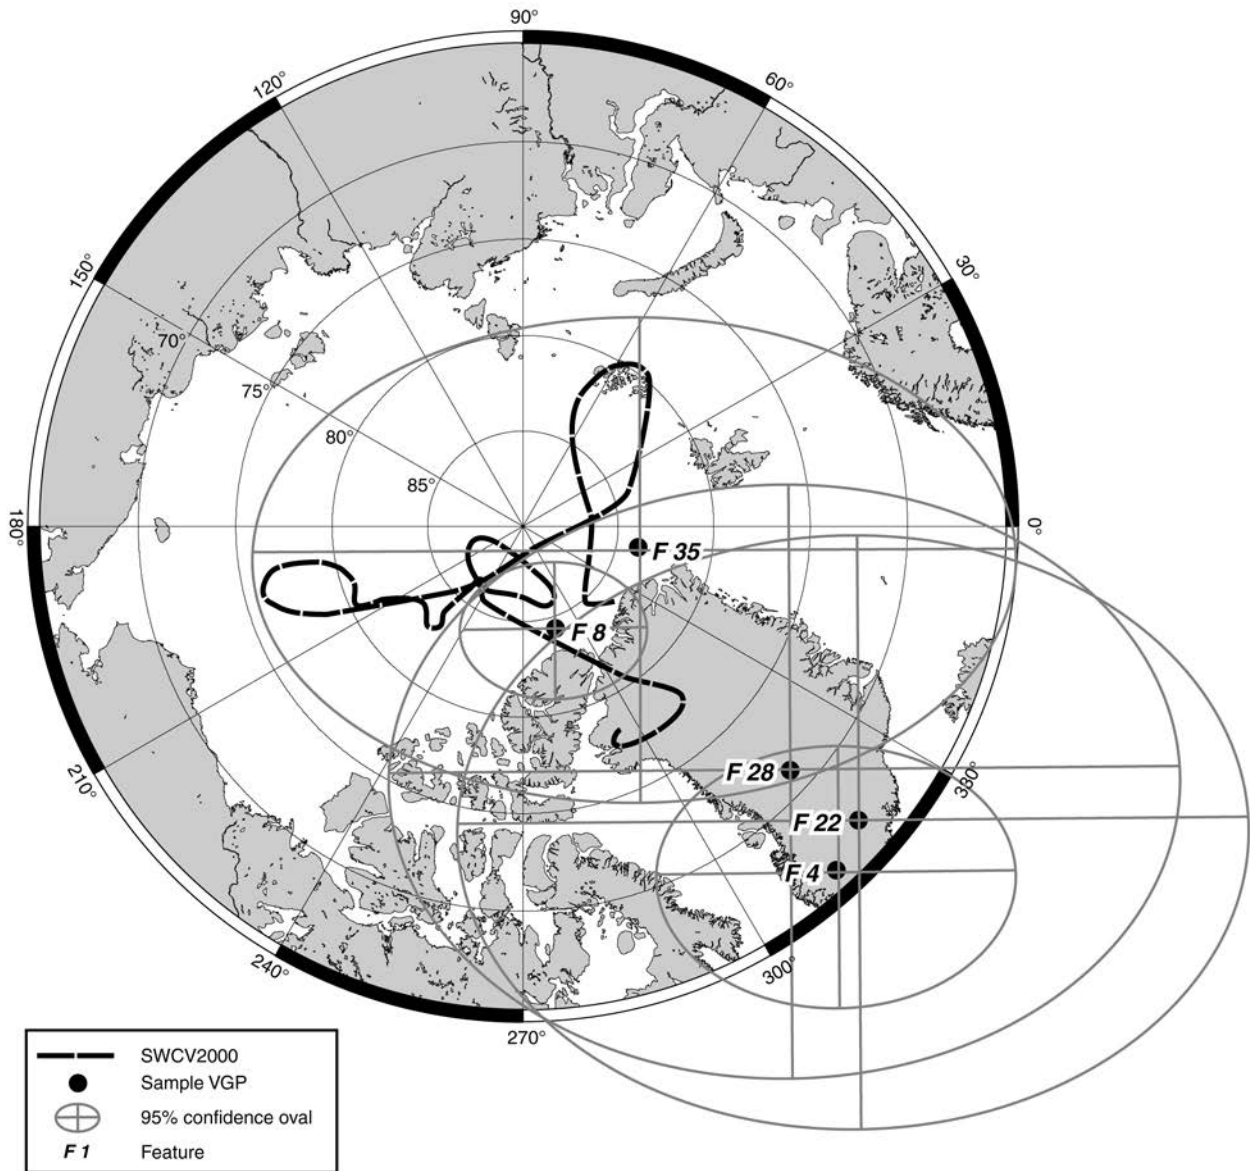 90°
120°
60°
150°
30°
70°
75°
80°
85°
180°
0°
F 35
F 8
210°
F 28
330°
F 22
F 4
240°
300°
270°
SWCV2000
Sample VGP
95% confidence oval
F 1 Feature